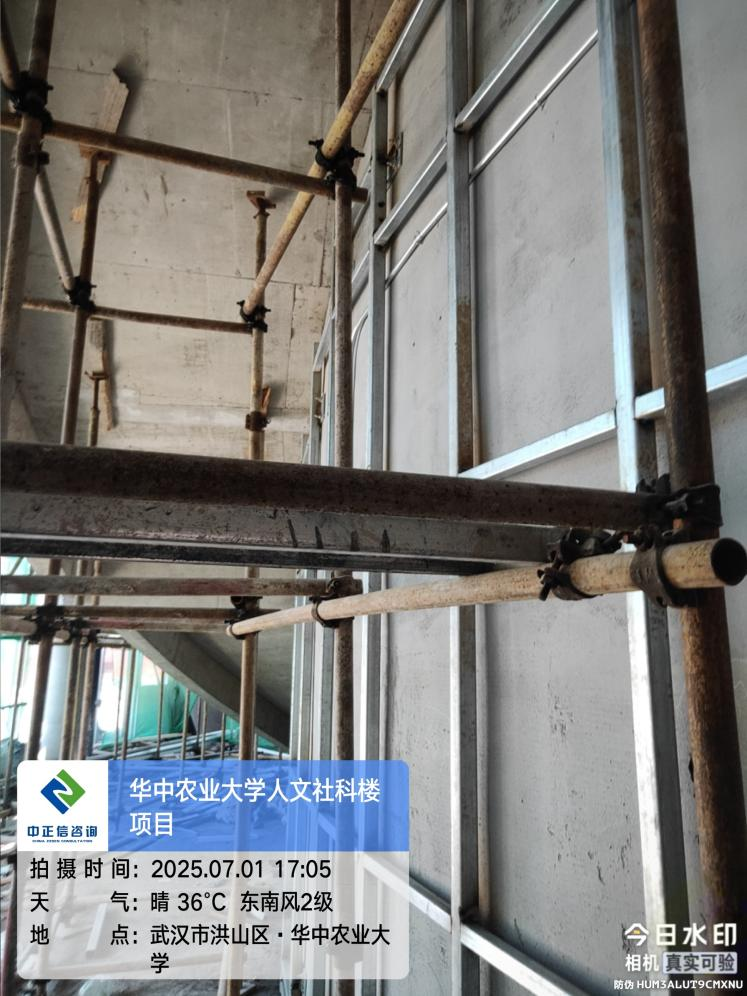 中正信咨询
CHINA ZOSEN CONSULTATION
华中农业大学人文社科楼
项目
拍摄时间：2025.07.01 17:05
天气：晴 36℃ 东南风2级
地点：武汉市洪山区·华中农业大
学
今日水印
相机 真实可验
防伪 HUM3ALUT9CMXNU